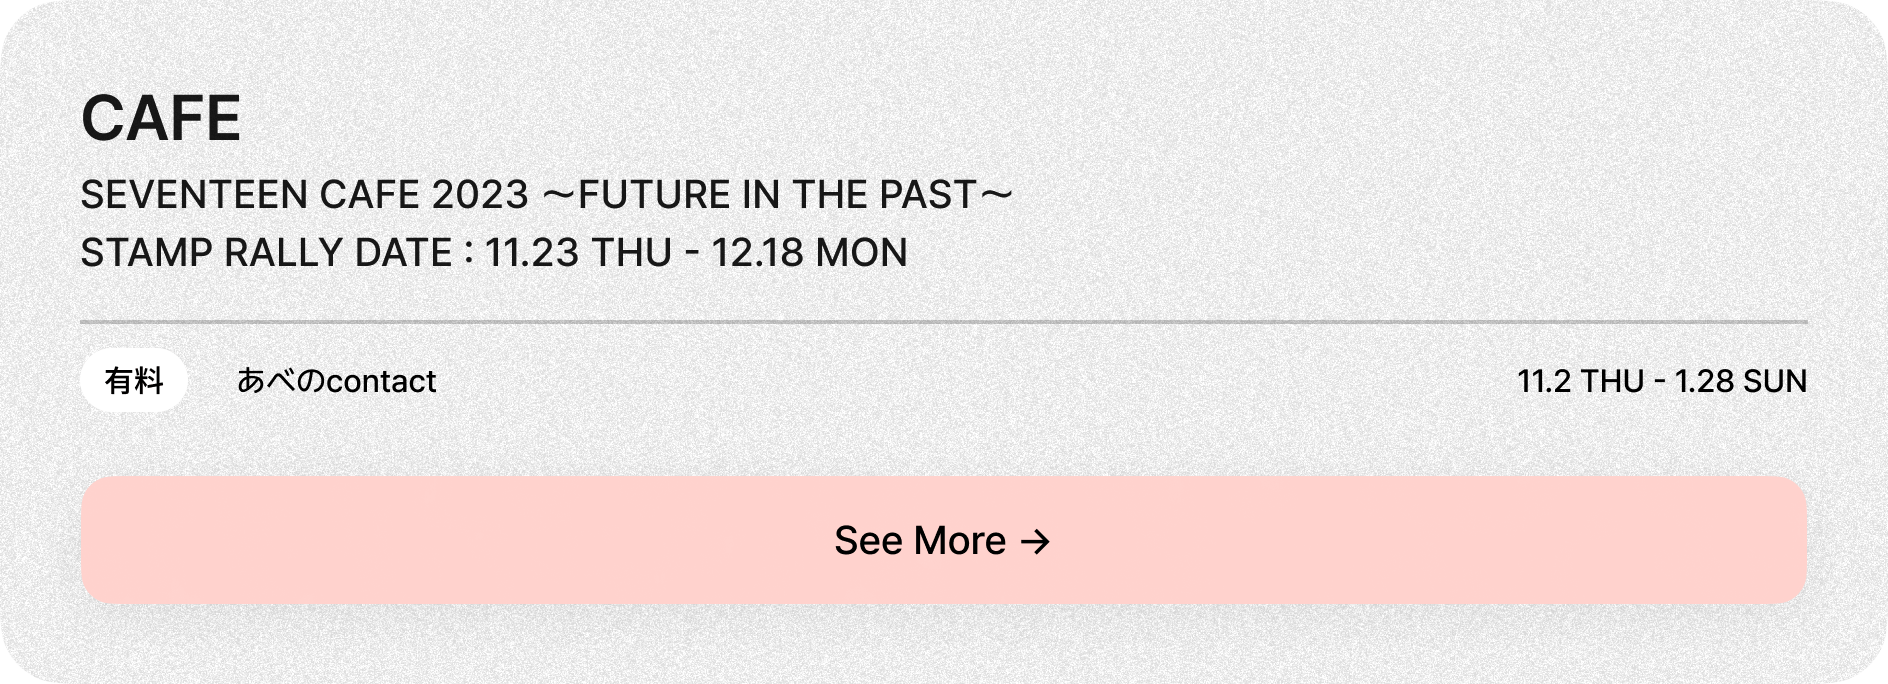 CAFE
SEVENTEEN CAFE 2023 〜FUTURE IN THE PAST〜
STAMP RALLY DATE : 11.23 THU - 12.18 MON
有料 あべのcontact 11.2 THU - 1.28 SUN
See More →